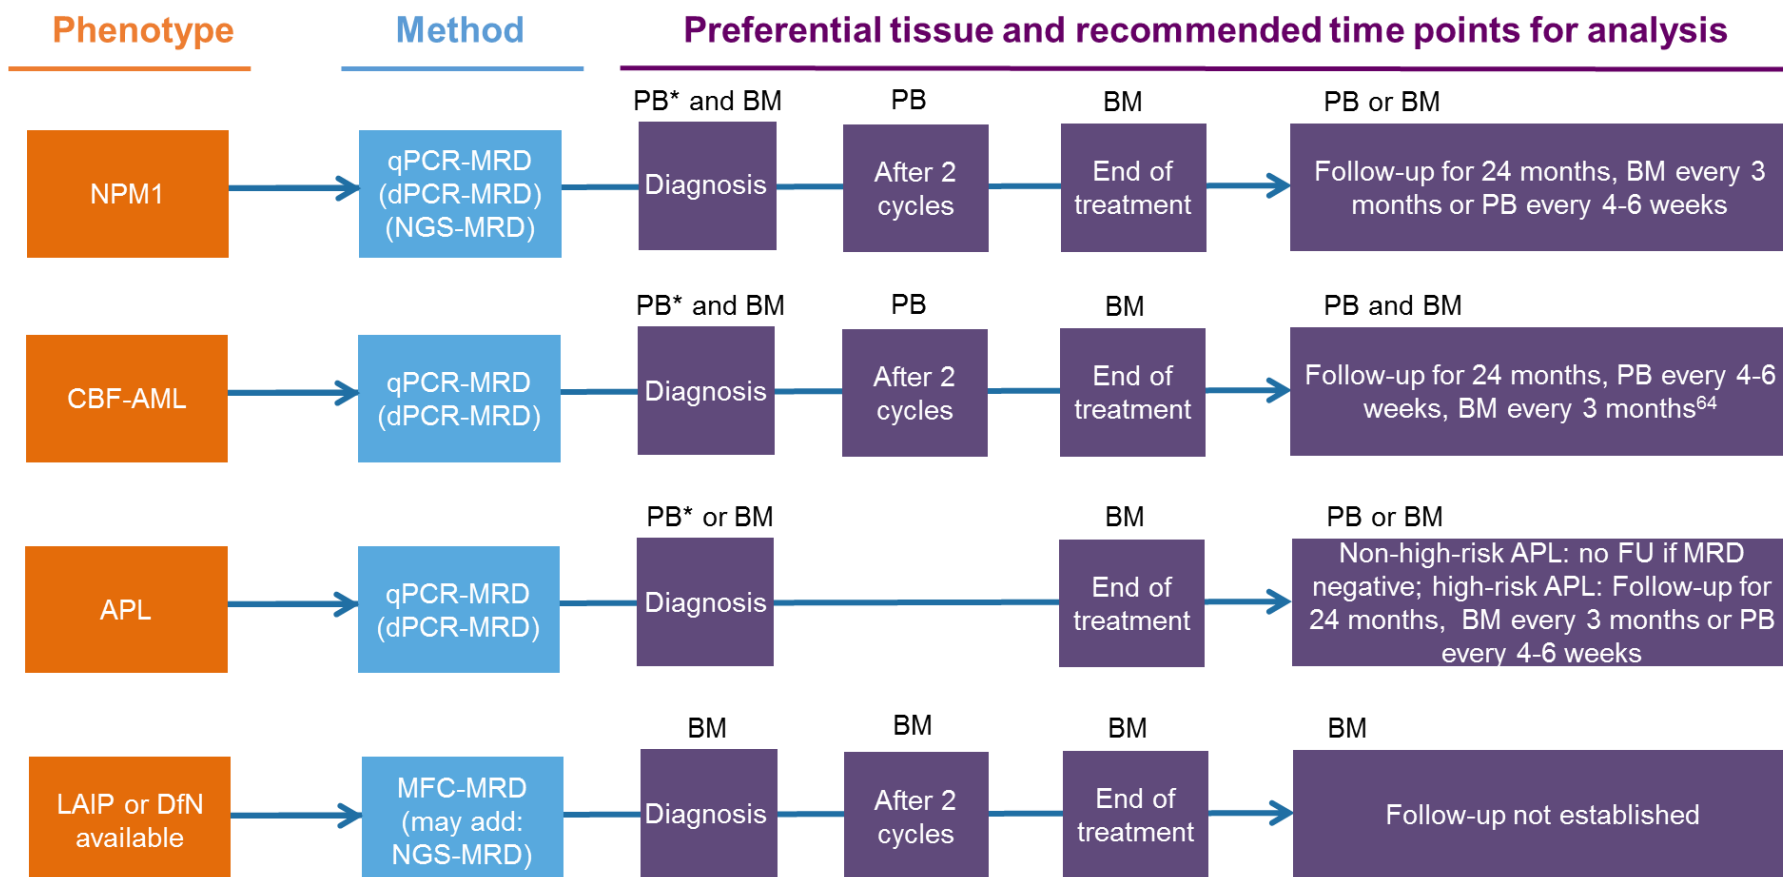 Phenotype
Method
Preferential tissue and recommended time points for analysis
PB* and BM
PB
BM
PB or BM
NPM1
qPCR-MRD
(dPCR-MRD)
(NGS-MRD)
Diagnosis
After 2
cycles
End of
treatment
Follow-up for 24 months, BM every 3
months or PB every 4-6 weeks
PB* and BM
PB
BM
PB and BM
CBF-AML
qPCR-MRD
(dPCR-MRD)
Diagnosis
After 2
cycles
End of
treatment
Follow-up for 24 months, PB every 4-6
weeks, BM every 3 months⁶⁴
PB* or BM
BM
PB or BM
APL
qPCR-MRD
(dPCR-MRD)
Diagnosis
End of
treatment
Non-high-risk APL: no FU if MRD
negative; high-risk APL: Follow-up for
24 months, BM every 3 months or PB
every 4-6 weeks
BM
BM
BM
BM
LAIP or DfN
available
MFC-MRD
(may add:
NGS-MRD)
Diagnosis
After 2
cycles
End of
treatment
Follow-up not established